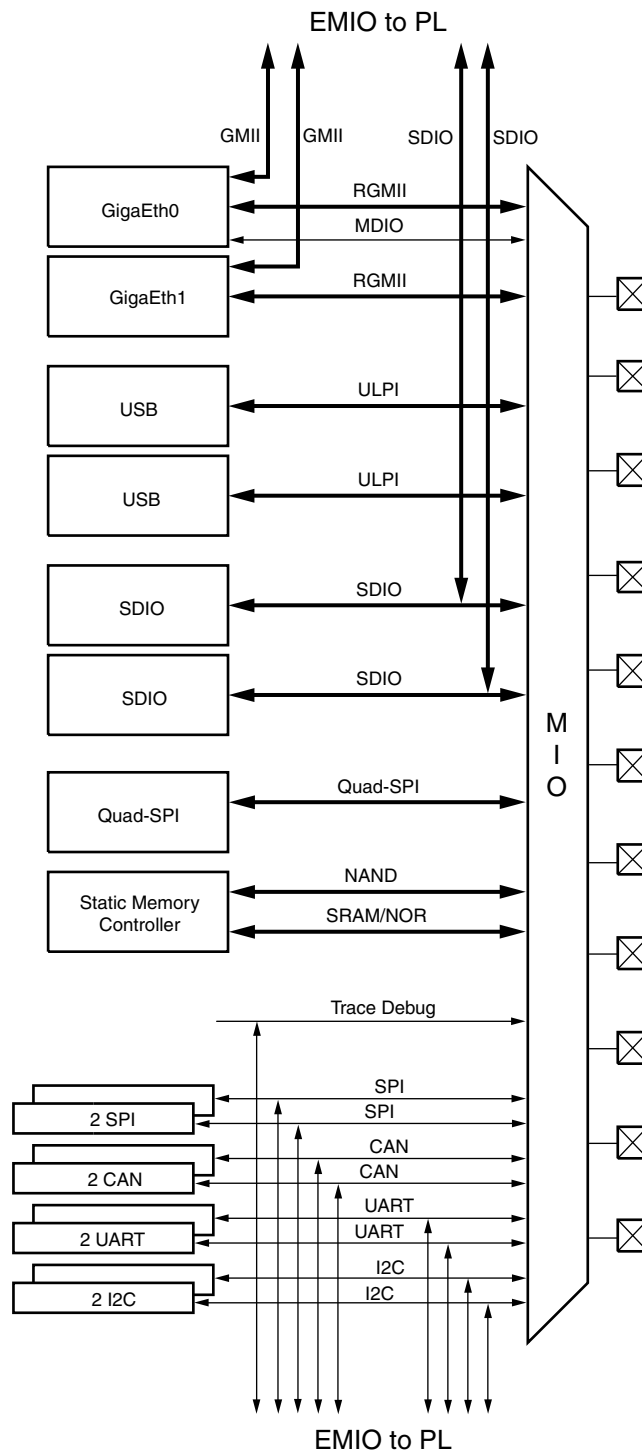 EMIO to PL
GMII
GMII
SDIO
SDIO
GigaEth0
RGMII
MDIO
GigaEth1
RGMII
USB
ULPI
USB
ULPI
SDIO
SDIO
SDIO
SDIO
M
I
O
Quad-SPI
Quad-SPI
Static Memory
Controller
NAND
SRAM/NOR
Trace Debug
SPI
2 SPI
SPI
CAN
2 CAN
CAN
UART
2 UART
UART
I2C
2 I2C
I2C
EMIO to PL